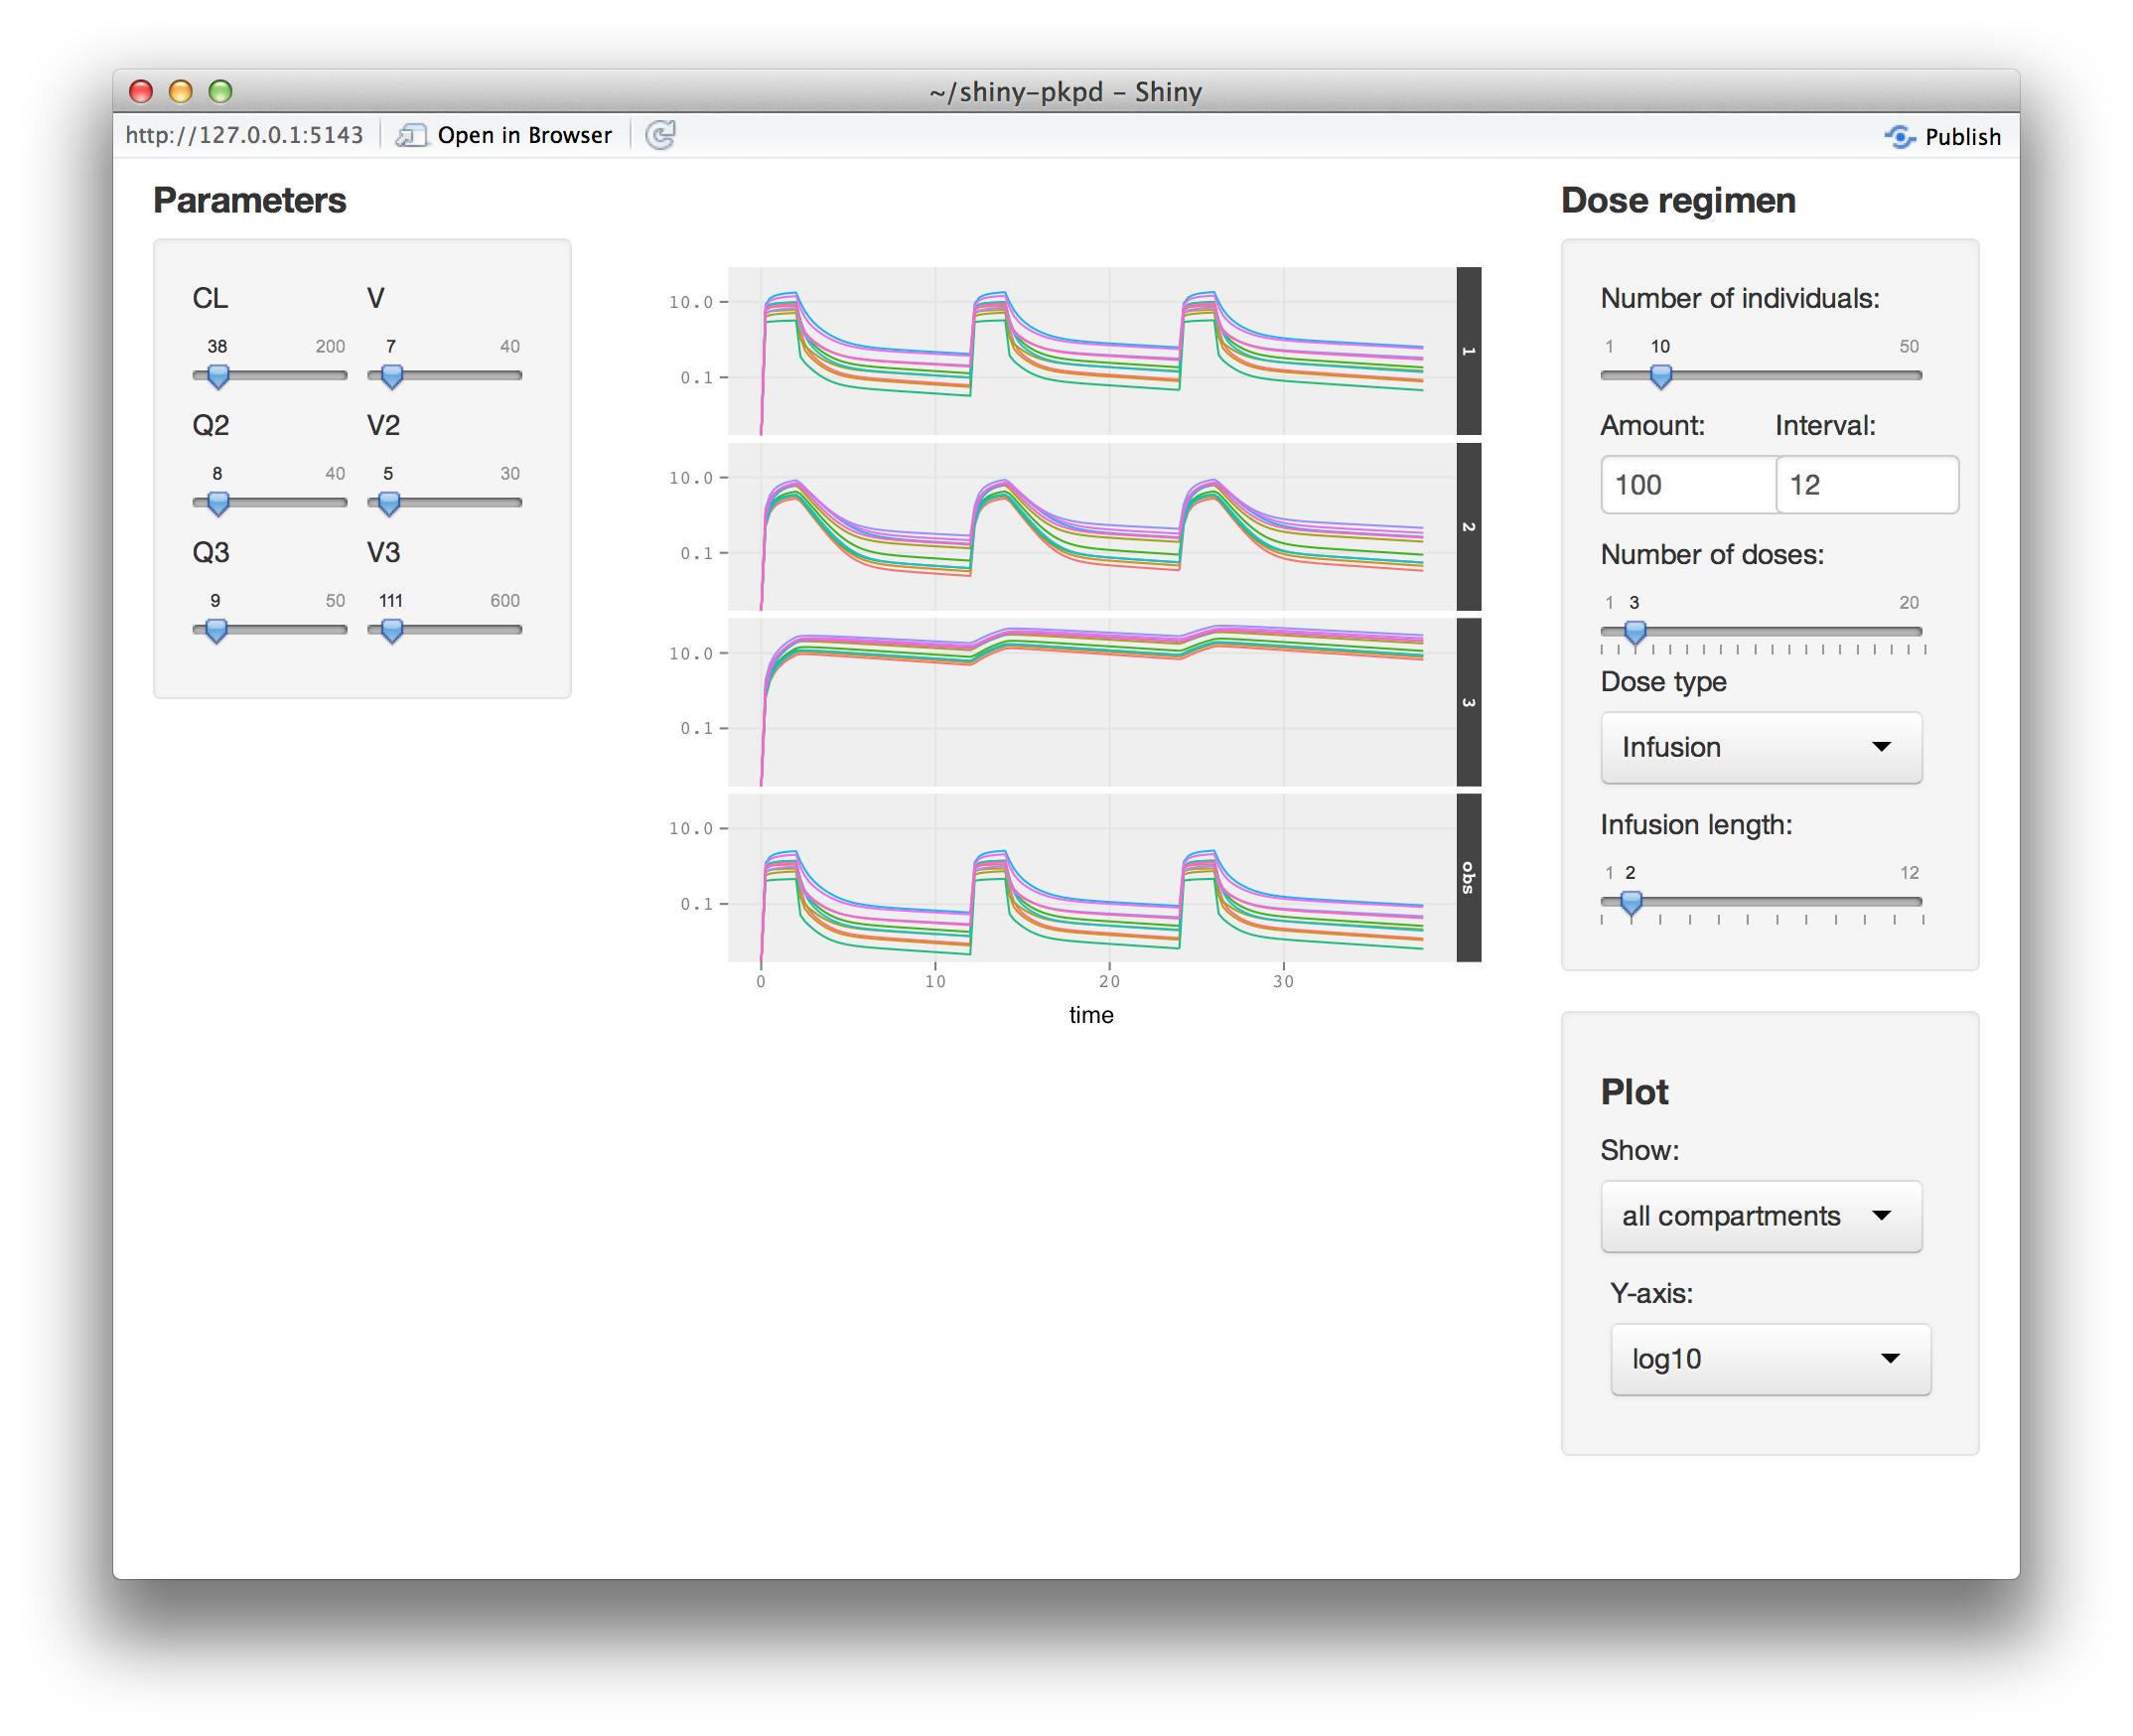 ~/shiny-pkpd - Shiny
http://127.0.0.1:5143 Open in Browser Publish
Parameters
CL V
38 200 7 40
Q2 V2
8 40 5 30
Q3 V3
9 50 111 600
10.0
0.1
1
10.0
0.1
2
10.0
0.1
3
10.0
0.1
obs
0 10 20 30
time
Dose regimen
Number of individuals:
1 10 50
Amount: Interval:
100 12
Number of doses:
1 3 20
Dose type
Infusion
Infusion length:
1 2 12
Plot
Show:
all compartments
Y-axis:
log10